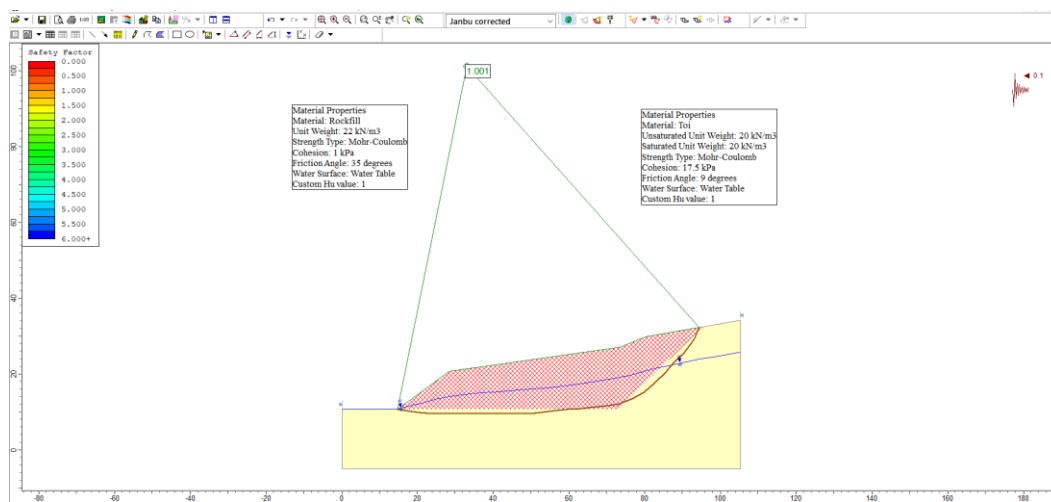 Janbu corrected
Safety Factor
0.000
0.500
1.000
1.500
2.000
2.500
3.000
3.500
4.000
4.500
5.000
5.500
6.000+
1.001
0.1
Material Properties
Material: Rockfill
Unit Weight: 22 kN/m3
Strength Type: Mohr-Coulomb
Cohesion: 1 kPa
Friction Angle: 35 degrees
Water Surface: Water Table
Custom Hu value: 1
Material Properties
Material: Toi
Unsaturated Unit Weight: 20 kN/m3
Saturated Unit Weight: 20 kN/m3
Strength Type: Mohr-Coulomb
Cohesion: 17.5 kPa
Friction Angle: 9 degrees
Water Surface: Water Table
Custom Hu value: 1
100
80
60
40
20
0
-80 -60 -40 -20 0 20 40 60 80 100 120 140 160 180